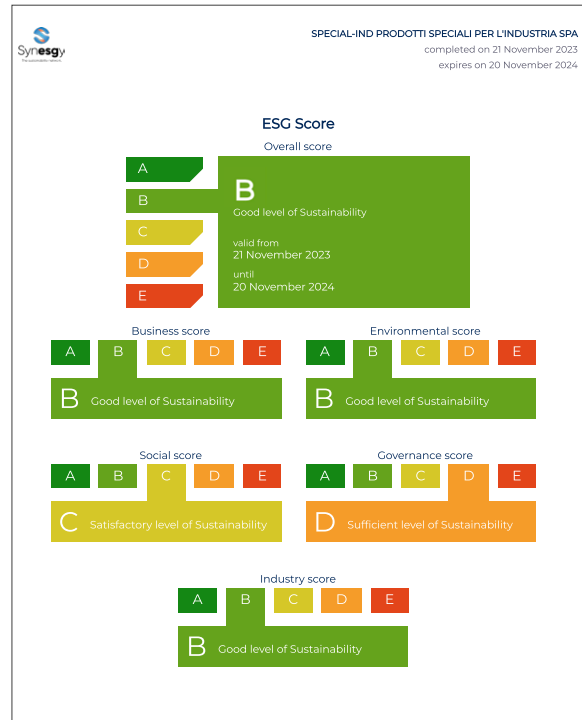 Synesgy
The sustainability network
SPECIAL-IND PRODOTTI SPECIALI PER L'INDUSTRIA SPA
completed on 21 November 2023
expires on 20 November 2024
ESG Score
Overall score
A
B
C
D
E
B
Good level of Sustainability
valid from
21 November 2023
until
20 November 2024
Business score
A B C D E
B Good level of Sustainability
Environmental score
A B C D E
B Good level of Sustainability
Social score
A B C D E
C Satisfactory level of Sustainability
Governance score
A B C D E
D Sufficient level of Sustainability
Industry score
A B C D E
B Good level of Sustainability